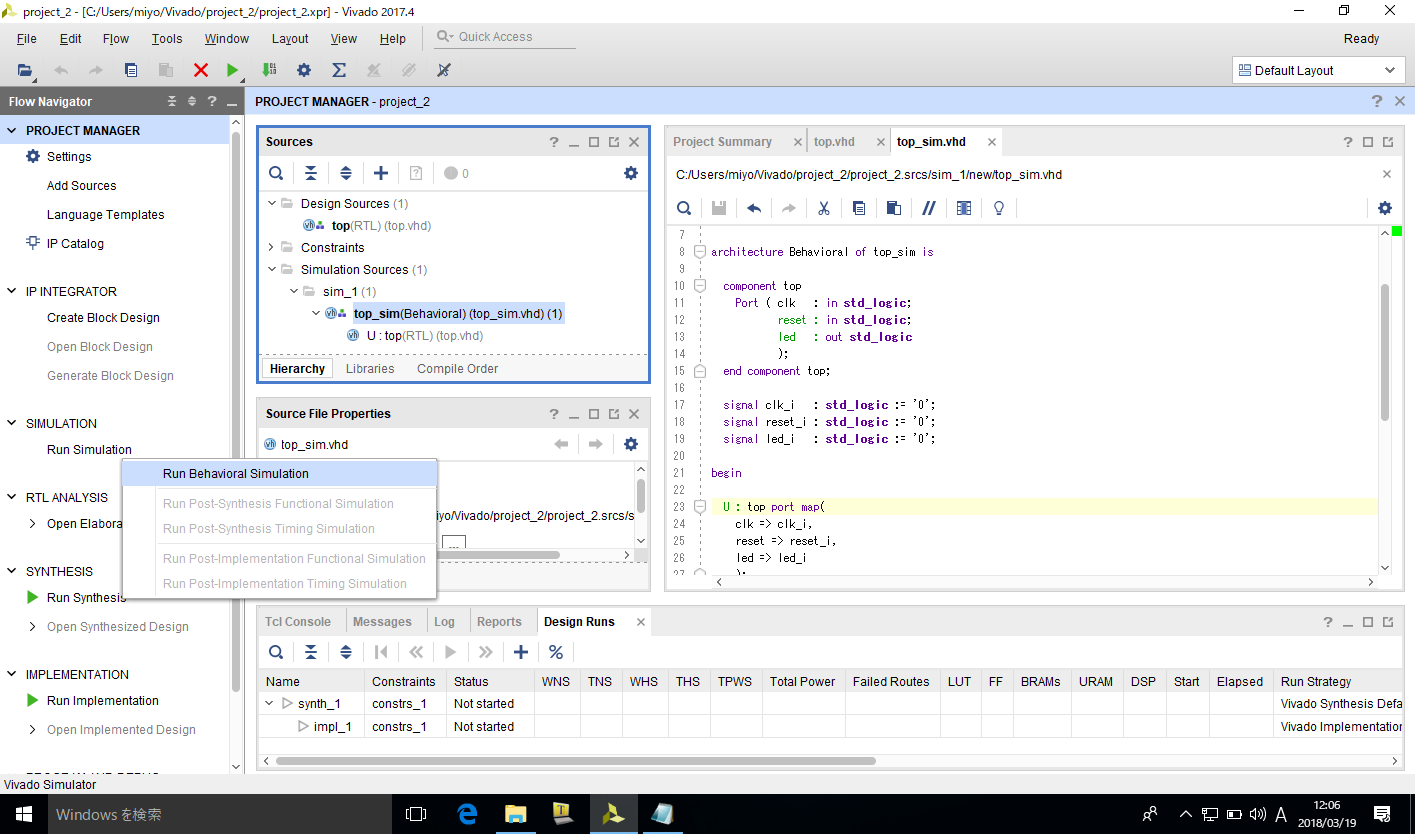 project_2 - [C:/Users/miyo/Vivado/project_2/project_2.xpr] - Vivado 2017.4
File Edit Flow Tools Window Layout View Help Quick Access Ready
Default Layout
Flow Navigator
PROJECT MANAGER - project_2
PROJECT MANAGER
Settings
Add Sources
Language Templates
IP Catalog
IP INTEGRATOR
Create Block Design
Open Block Design
Generate Block Design
SIMULATION
Run Simulation
RTL ANALYSIS
Open Elabora
SYNTHESIS
Run Synthesis
Open Synthesized Design
IMPLEMENTATION
Run Implementation
Open Implemented Design
Run Behavioral Simulation
Run Post-Synthesis Functional Simulation
Run Post-Synthesis Timing Simulation
Run Post-Implementation Functional Simulation
Run Post-Implementation Timing Simulation
Sources
0
Design Sources (1)
top(RTL) (top.vhd)
Constraints
Simulation Sources (1)
sim_1 (1)
top_sim(Behavioral) (top_sim.vhd) (1)
U : top(RTL) (top.vhd)
Hierarchy Libraries Compile Order
Source File Properties
top_sim.vhd
iyo/Vivado/project_2/project_2.srcs/s
...
Project Summary top.vhd top_sim.vhd
C:/Users/miyo/Vivado/project_2/project_2.srcs/sim_1/new/top_sim.vhd
7
8 architecture Behavioral of top_sim is
9
10 component top
11 Port ( clk : in std_logic;
12 reset : in std_logic;
13 led : out std_logic
14 );
15 end component top;
16
17 signal clk_i : std_logic := '0';
18 signal reset_i : std_logic := '0';
19 signal led_i : std_logic := '0';
20
21 begin
22
23 U : top port map(
24 clk => clk_i,
25 reset => reset_i,
26 led => led_i
27 );
Tcl Console Messages Log Reports Design Runs
Name Constraints Status WNS TNS WHS THS TPWS Total Power Failed Routes LUT FF BRAMs URAM DSP Start Elapsed Run Strategy
synth_1 constrs_1 Not started Vivado Synthesis Defa
impl_1 constrs_1 Not started Vivado Implementation
Vivado Simulator
Windows を検索
A
12:06
2018/03/19